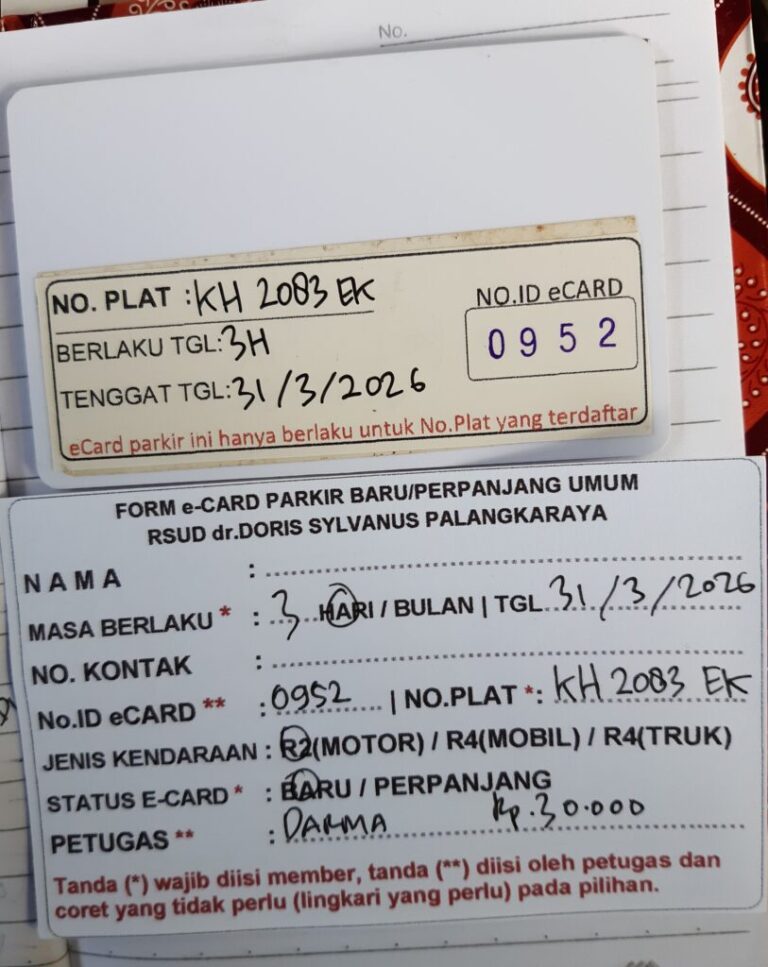 No.
NO. PLAT : KH 2083 EK
NO.ID eCARD
BERLAKU TGL: 3H
0952
TENGGAT TGL: 31/3/2026
eCard parkir ini hanya berlaku untuk No.Plat yang terdaftar
FORM e-CARD PARKIR BARU/PERPANJANG UMUM
RSUD dr.DORIS SYLVANUS PALANGKARAYA
NAMA :
MASA BERLAKU * : 3 HARI / BULAN | TGL 31/3/2026
NO. KONTAK :
No.ID eCARD ** : 0952 | NO.PLAT *: KH 2083 EK
JENIS KENDARAAN : R2(MOTOR) / R4(MOBIL) / R4(TRUK)
STATUS E-CARD * : BARU / PERPANJANG
PETUGAS ** : DARMA Rp.30.000
Tanda (*) wajib diisi member, tanda (**) diisi oleh petugas dan
coret yang tidak perlu (lingkari yang perlu) pada pilihan.